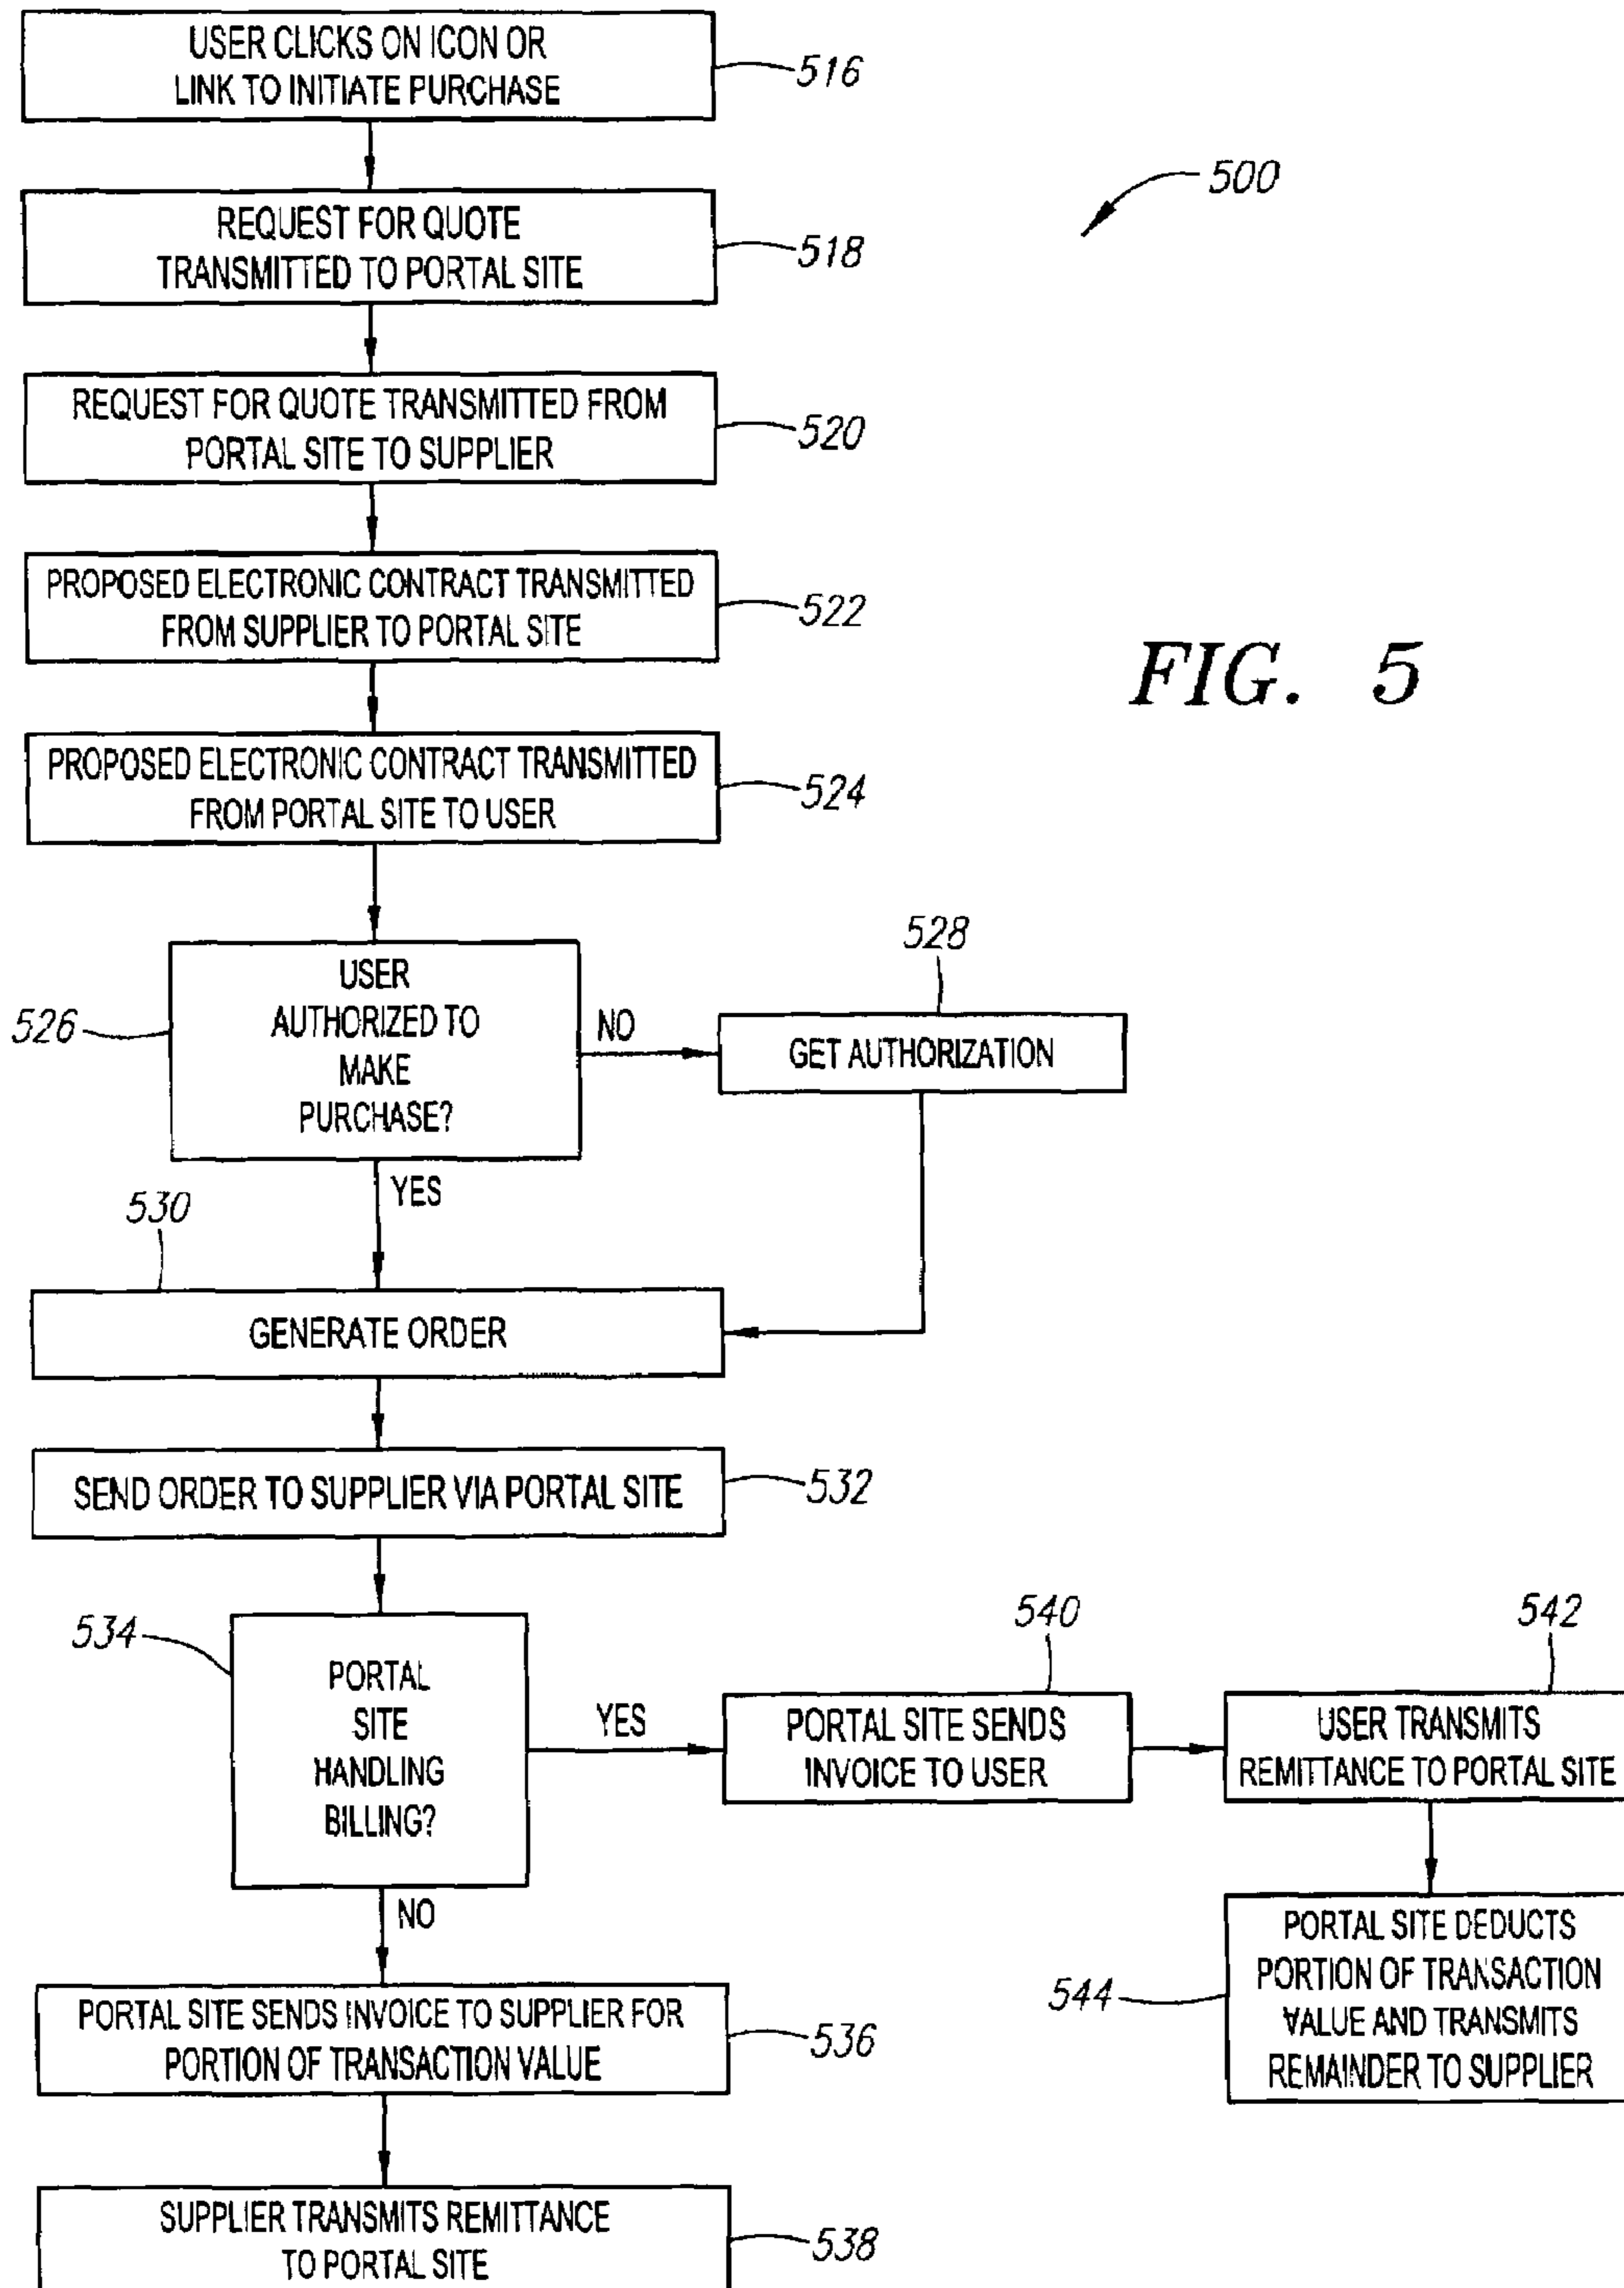 USER CLICKS ON ICON OR
LINK TO INITIATE PURCHASE
516
500
REQUEST FOR QUOTE
TRANSMITTED TO PORTAL SITE
518
REQUEST FOR QUOTE TRANSMITTED FROM
PORTAL SITE TO SUPPLIER
520
PROPOSED ELECTRONIC CONTRACT TRANSMITTED
FROM SUPPLIER TO PORTAL SITE
522
FIG. 5
PROPOSED ELECTRONIC CONTRACT TRANSMITTED
FROM PORTAL SITE TO USER
524
526
USER
AUTHORIZED TO
MAKE
PURCHASE?
NO
528
GET AUTHORIZATION
YES
530
GENERATE ORDER
SEND ORDER TO SUPPLIER VIA PORTAL SITE
532
534
PORTAL
SITE
HANDLING
BILLING?
YES
540
PORTAL SITE SENDS
INVOICE TO USER
542
USER TRANSMITS
REMITTANCE TO PORTAL SITE
544
PORTAL SITE DEDUCTS
PORTION OF TRANSACTION
VALUE AND TRANSMITS
REMAINDER TO SUPPLIER
NO
PORTAL SITE SENDS INVOICE TO SUPPLIER FOR
PORTION OF TRANSACTION VALUE
536
SUPPLIER TRANSMITS REMITTANCE
TO PORTAL SITE
538